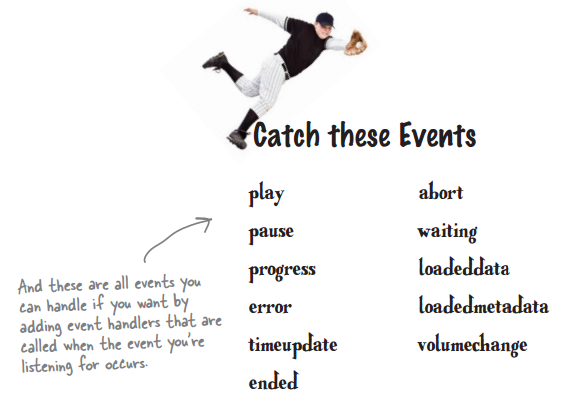 Catch these Events
play
pause
progress
error
timeupdate
ended
abort
waiting
loadeddata
loadedmetadata
volumechange
And these are all events you
can handle if you want by
adding event handlers that are
called when the event you're
listening for occurs.